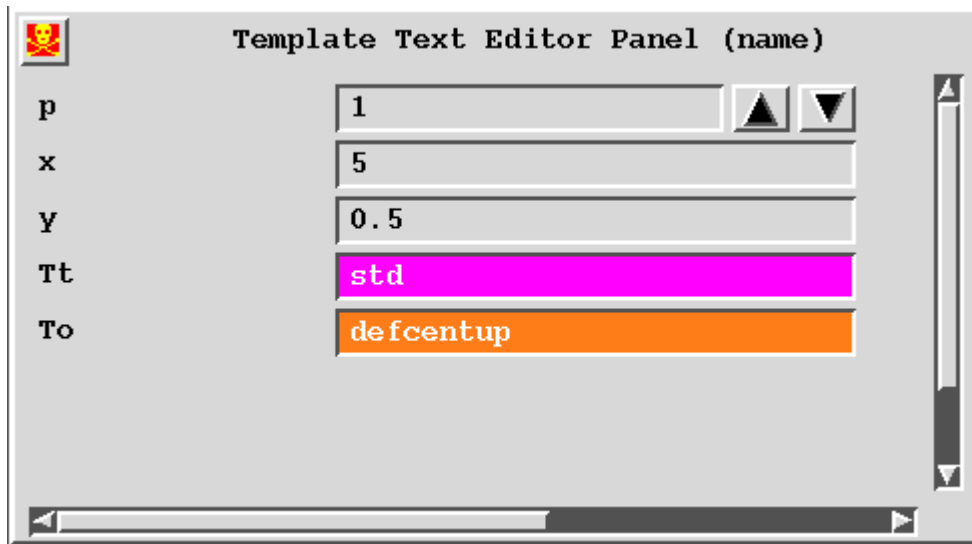 Template Text Editor Panel (name)
p 1
x 5
y 0.5
Tt std
To defcentup